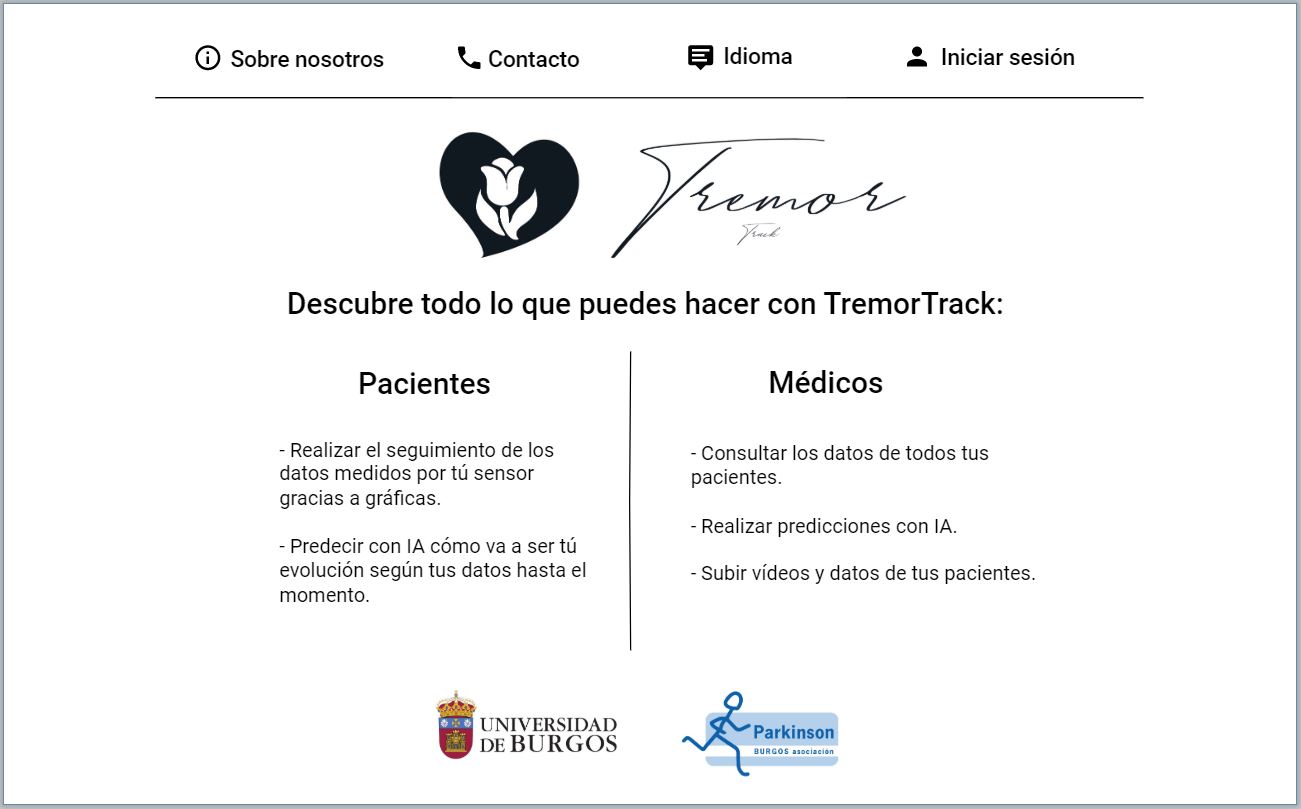 Sobre nosotros
Contacto
Idioma
Iniciar sesión
Tremor
Track
Descubre todo lo que puedes hacer con TremorTrack:
Pacientes
- Realizar el seguimiento de los
datos medidos por tú sensor
gracias a gráficas.
- Predecir con IA cómo va a ser tú
evolución según tus datos hasta el
momento.
Médicos
- Consultar los datos de todos tus
pacientes.
- Realizar predicciones con IA.
- Subir vídeos y datos de tus pacientes.
UNIVERSIDAD
DE BURGOS
Parkinson
BURGOS asociación